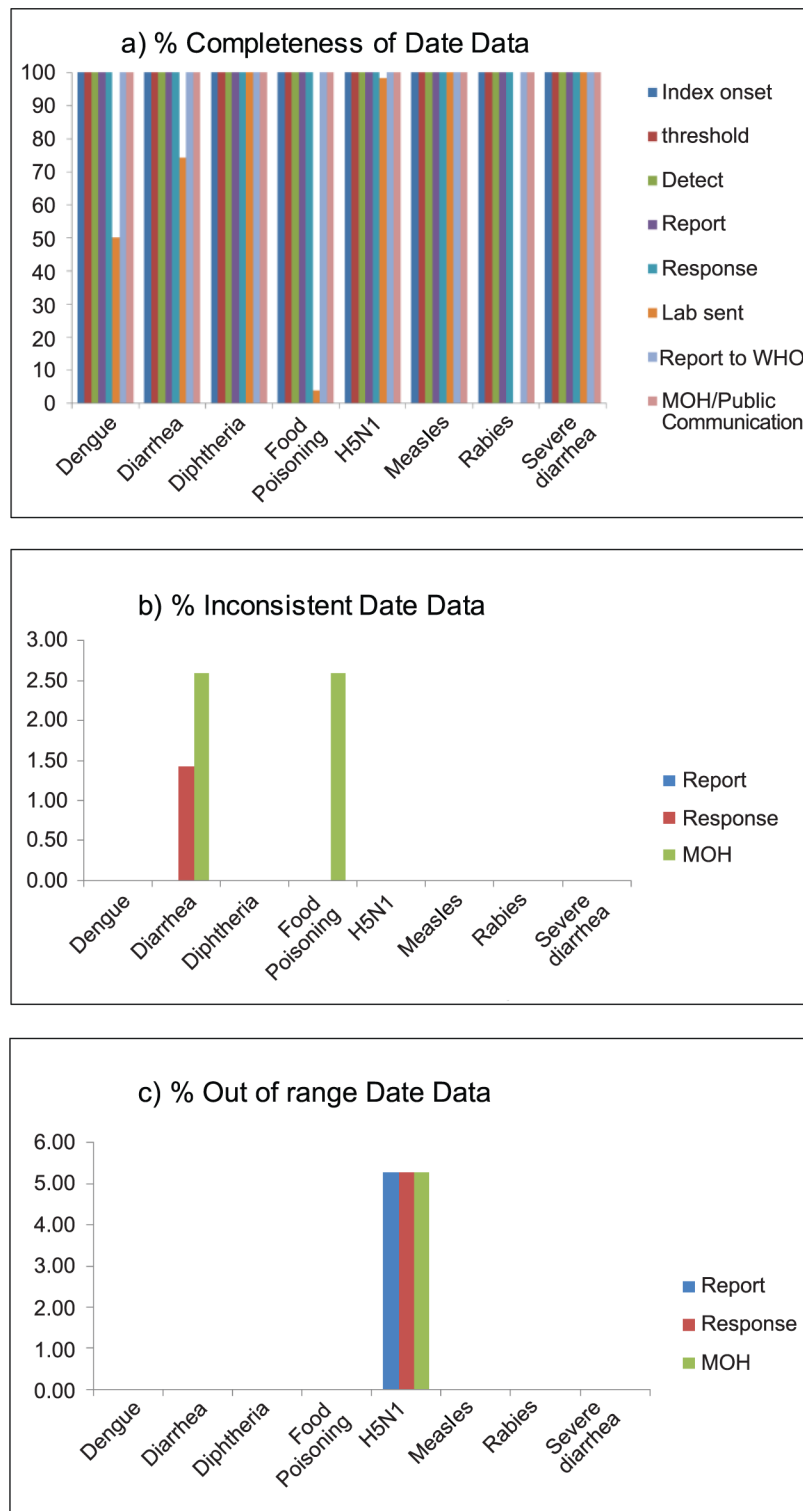 a) % Completeness of Date Data
100
90
80
70
60
50
40
30
20
10
0
Dengue
Diarrhea
Diphtheria
Food
Poisoning
H5N1
Measles
Rabies
Severe
diarrhea
Index onset
threshold
Detect
Report
Response
Lab sent
Report to WHO
MOH/Public
Communication
b) % Inconsistent Date Data
3.00
2.50
2.00
1.50
1.00
0.50
0.00
Dengue
Diarrhea
Diphtheria
Food
Poisoning
H5N1
Measles
Rabies
Severe
diarrhea
Report
Response
MOH
c) % Out of range Date Data
6.00
5.00
4.00
3.00
2.00
1.00
0.00
Dengue
Diarrhea
Diphtheria
Food
Poisoning
H5N1
Measles
Rabies
Severe
diarrhea
Report
Response
MOH